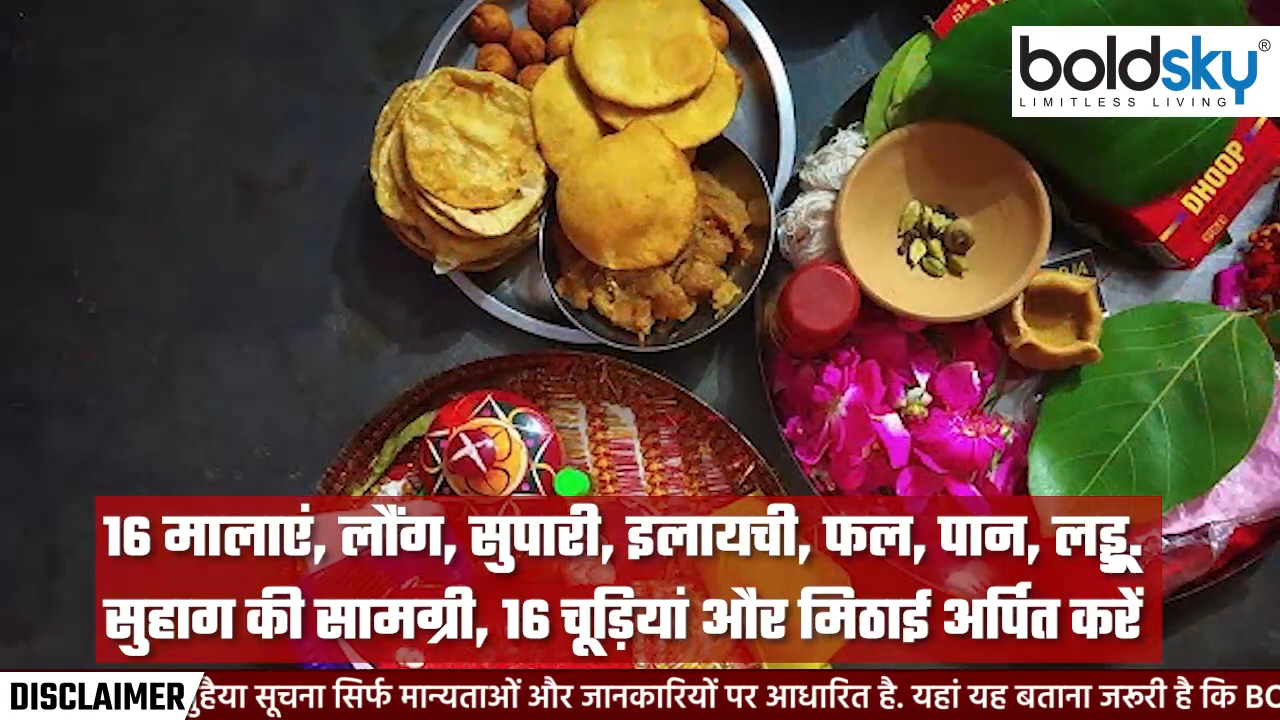 boldsky®
LIMITLESS LIVING
DHOOP
16 मालाएं, लौंग, सुपारी, इलायची, फल, पान, लड्डू.
सुहाग की सामग्री, 16 चूड़ियां और मिठाई अर्पित करें
DISCLAIMER
सूचना सिर्फ मान्यताओं और जानकारियों पर आधारित है. यहां यह बताना जरूरी है कि